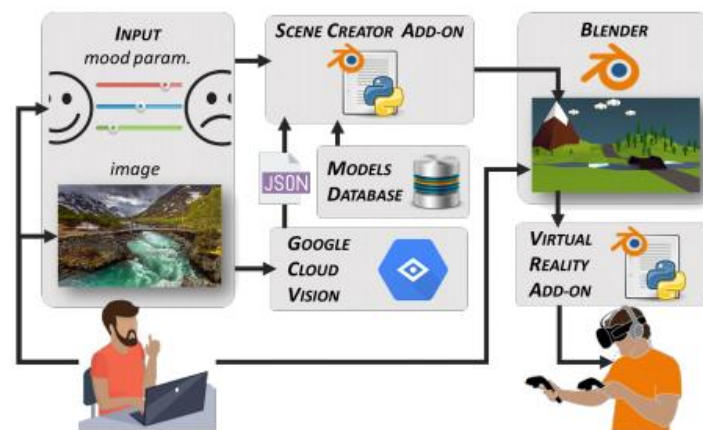 INPUT
mood param.
image
SCENE CREATOR ADD-ON
JSON
MODELS
DATABASE
GOOGLE
CLOUD
VISION
BLENDER
VIRTUAL
REALITY
ADD-ON